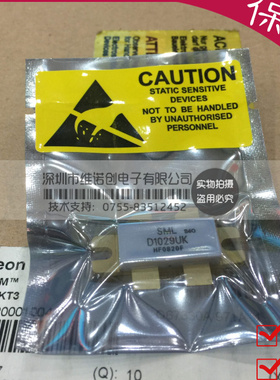 保
CAUTION
STATIC SENSITIVE
DEVICES
NOT TO BE HANDLED
BY UNAUTHORISED
PERSONNEL
深圳市维诺创电子有限公司
技术支持：0755-83512452
实物拍摄
盗用必究
SML
D1029UK
eon
KT3
(Q): 10